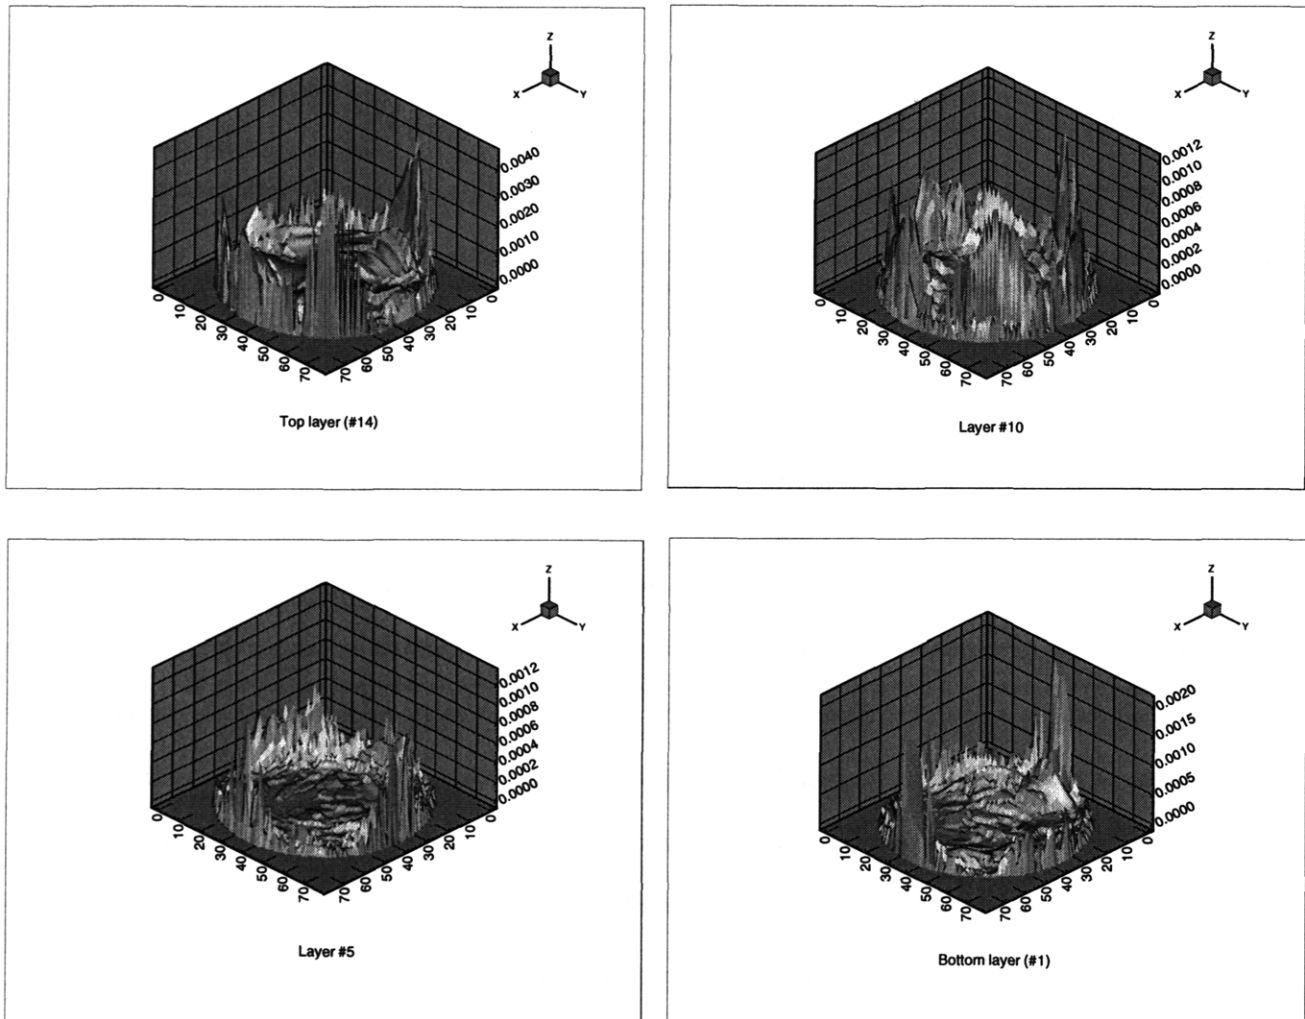 Z
X Y
0.0040
0.0030
0.0020
0.0010
0.0000
0 10 20 30 40 50 60 70
70 60 50 40 30 20 10 0
Top layer (#14)
Z
X Y
0.0012
0.0010
0.0008
0.0006
0.0004
0.0002
0.0000
0 10 20 30 40 50 60 70
70 60 50 40 30 20 10 0
Layer #10
Z
X Y
0.0012
0.0010
0.0008
0.0006
0.0004
0.0002
0.0000
0 10 20 30 40 50 60 70
70 60 50 40 30 20 10 0
Layer #5
Z
X Y
0.0020
0.0015
0.0010
0.0005
0.0000
0 10 20 30 40 50 60 70
70 60 50 40 30 20 10 0
Bottom layer (#1)